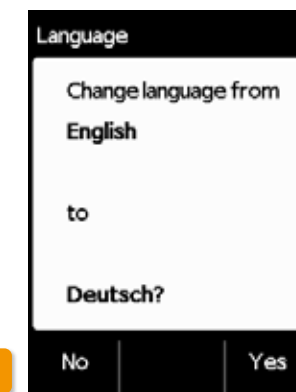 Language
Change language from
English
to
Deutsch?
No Yes